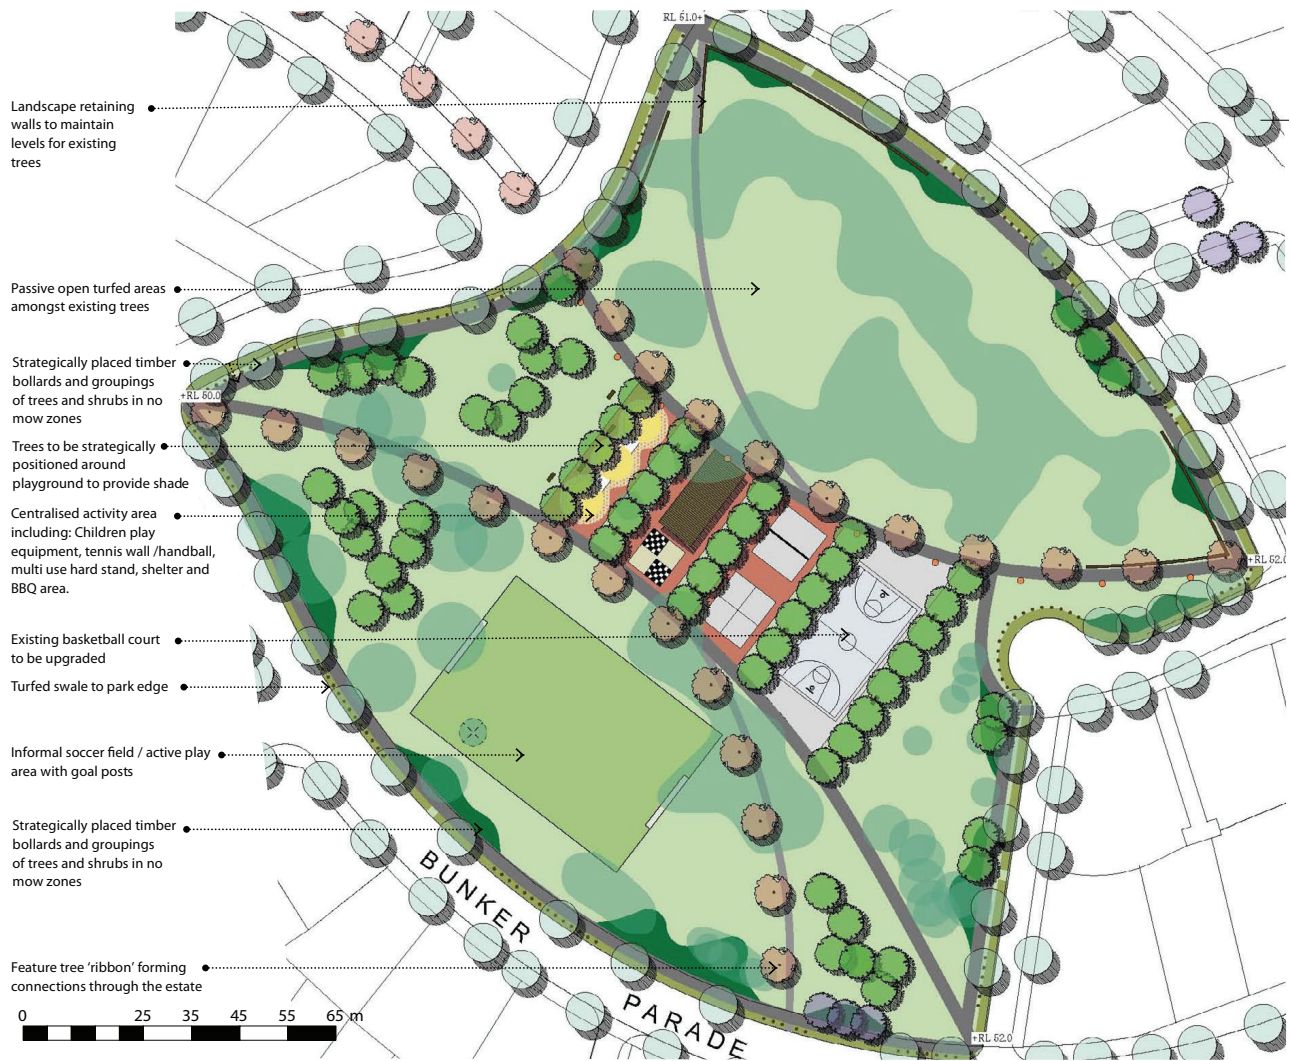 RL 51.0+
Landscape retaining
walls to maintain
levels for existing
trees
Passive open turfed areas
amongst existing trees
Strategically placed timber
bollards and groupings
of trees and shrubs in no
mow zones
+RL 50.0
Trees to be strategically
positioned around
playground to provide shade
Centralised activity area
including: Children play
equipment, tennis wall /handball,
multi use hard stand, shelter and
BBQ area.
+RL 52.0
Existing basketball court
to be upgraded
Turfed swale to park edge
Informal soccer field / active play
area with goal posts
Strategically placed timber
bollards and groupings
of trees and shrubs in no
mow zones
BUNKER PARADE
Feature tree ‘ribbon’ forming
connections through the estate
0 25 35 45 55 65 m
+RL 52.0